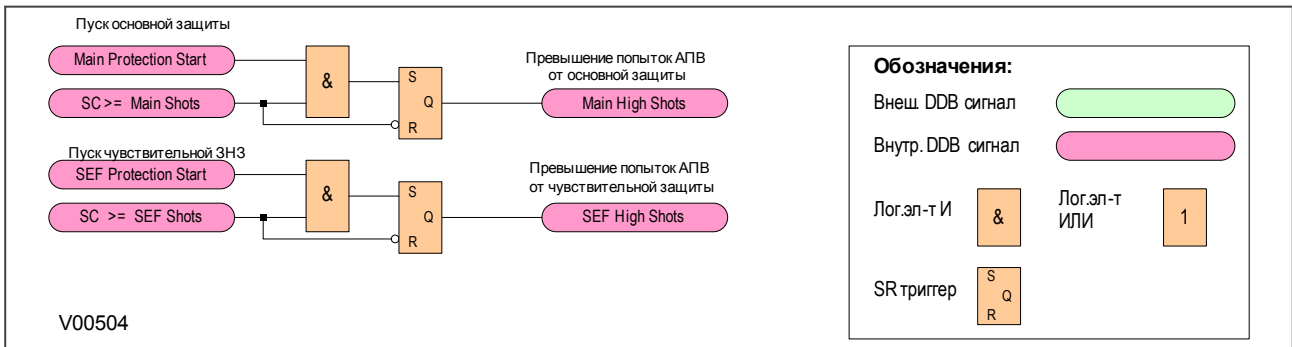 Пуск основной защиты
Main Protection Start
SC >= Main Shots
&
S
Q
R
Превышение попыток АПВ
от основной защиты
Main High Shots
Пуск чувствительной ЗНЗ
SEF Protection Start
SC >= SEF Shots
&
S
Q
R
Превышение попыток АПВ
от чувствительной защиты
SEF High Shots
V00504
Обозначения:
Внеш. DDB сигнал
Внутр. DDB сигнал
Лог.эл-т И
&
Лог.эл-т
ИЛИ
1
SR триггер
S
Q
R